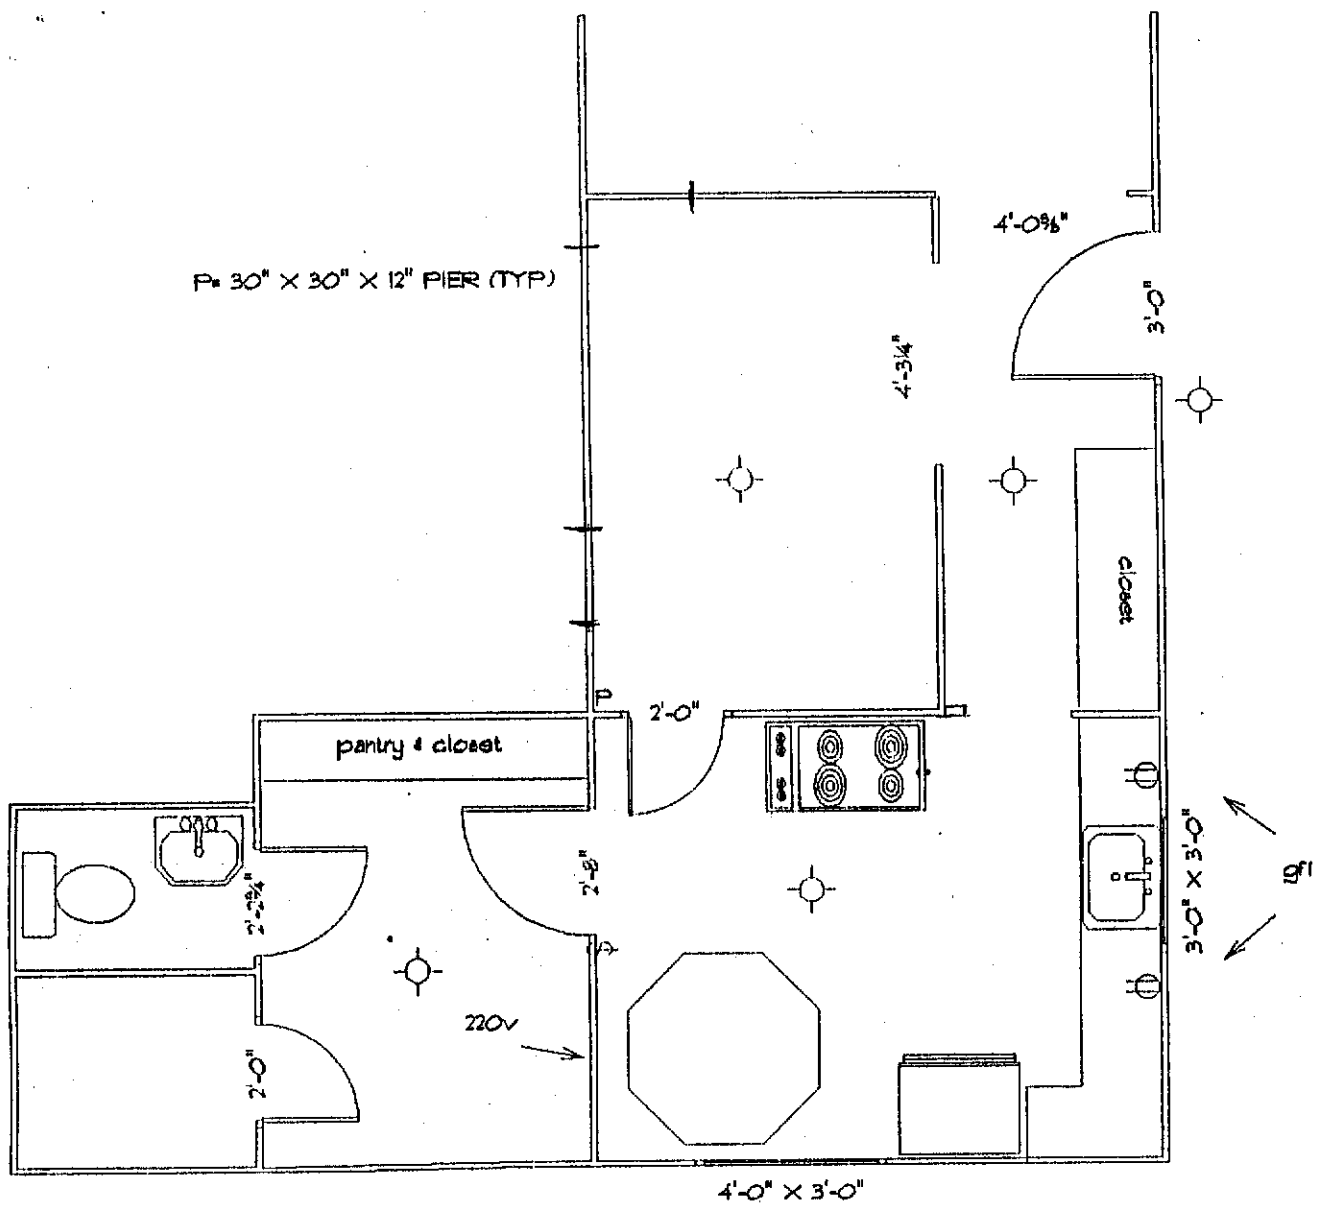 4'-0⅝"
P= 30" X 30" X 12" PIER (TYP)
3'-0"
4'-3¼"
closet
P
2'-0"
pantry & closet
2'-8"
3'-0" X 3'-0"
gfi
2'-2¾"
220v
2'-0"
4'-0" X 3'-0"